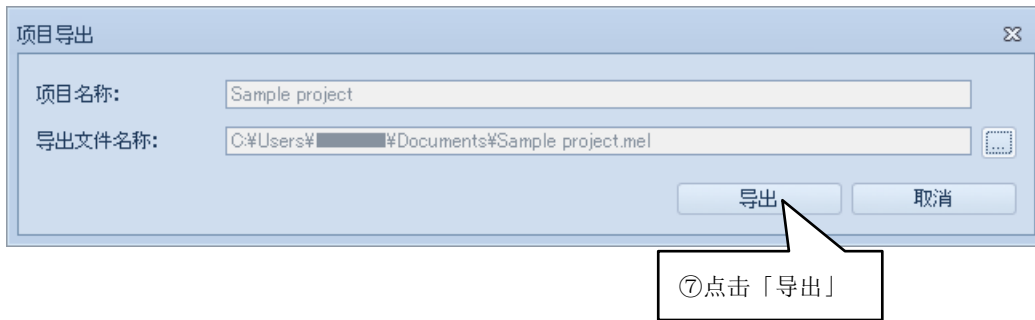 项目导出
项目名称: Sample project
导出文件名称: C:¥Users¥ ¥Documents¥Sample project.mel ...
导出 取消
⑦点击「导出」